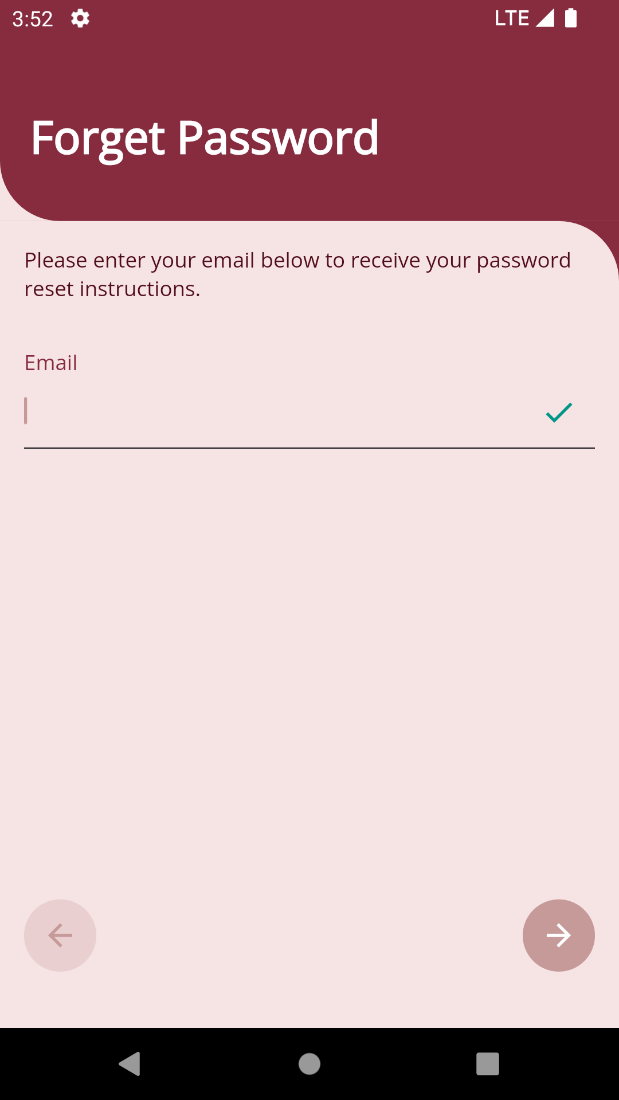 3:52 LTE
Forget Password
Please enter your email below to receive your password
reset instructions.
Email